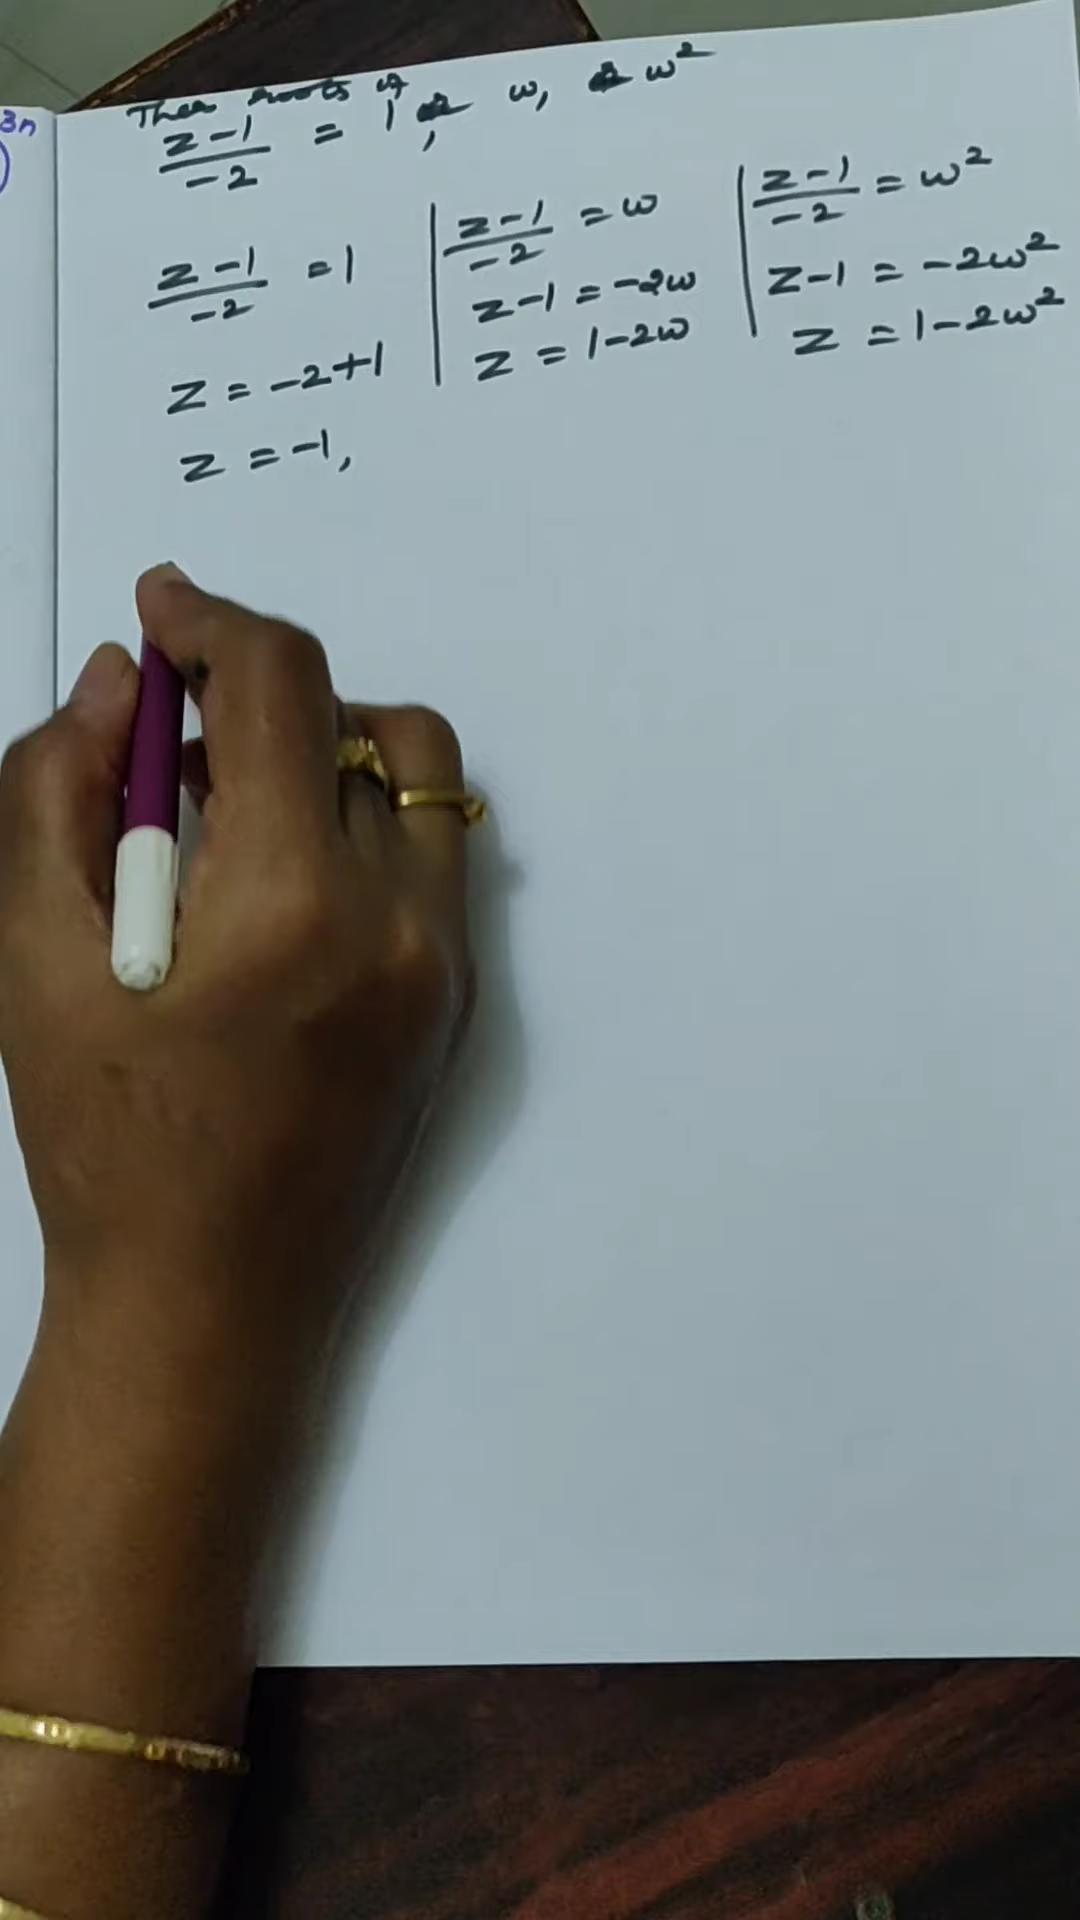 3n
Then roots of
z-1/-2 = 1, ω, ω²
z-1/-2 = 1
z = -2+1
z = -1,
z-1/-2 = ω
z-1 = -2ω
z = 1-2ω
z-1/-2 = ω²
z-1 = -2ω²
z = 1-2ω²